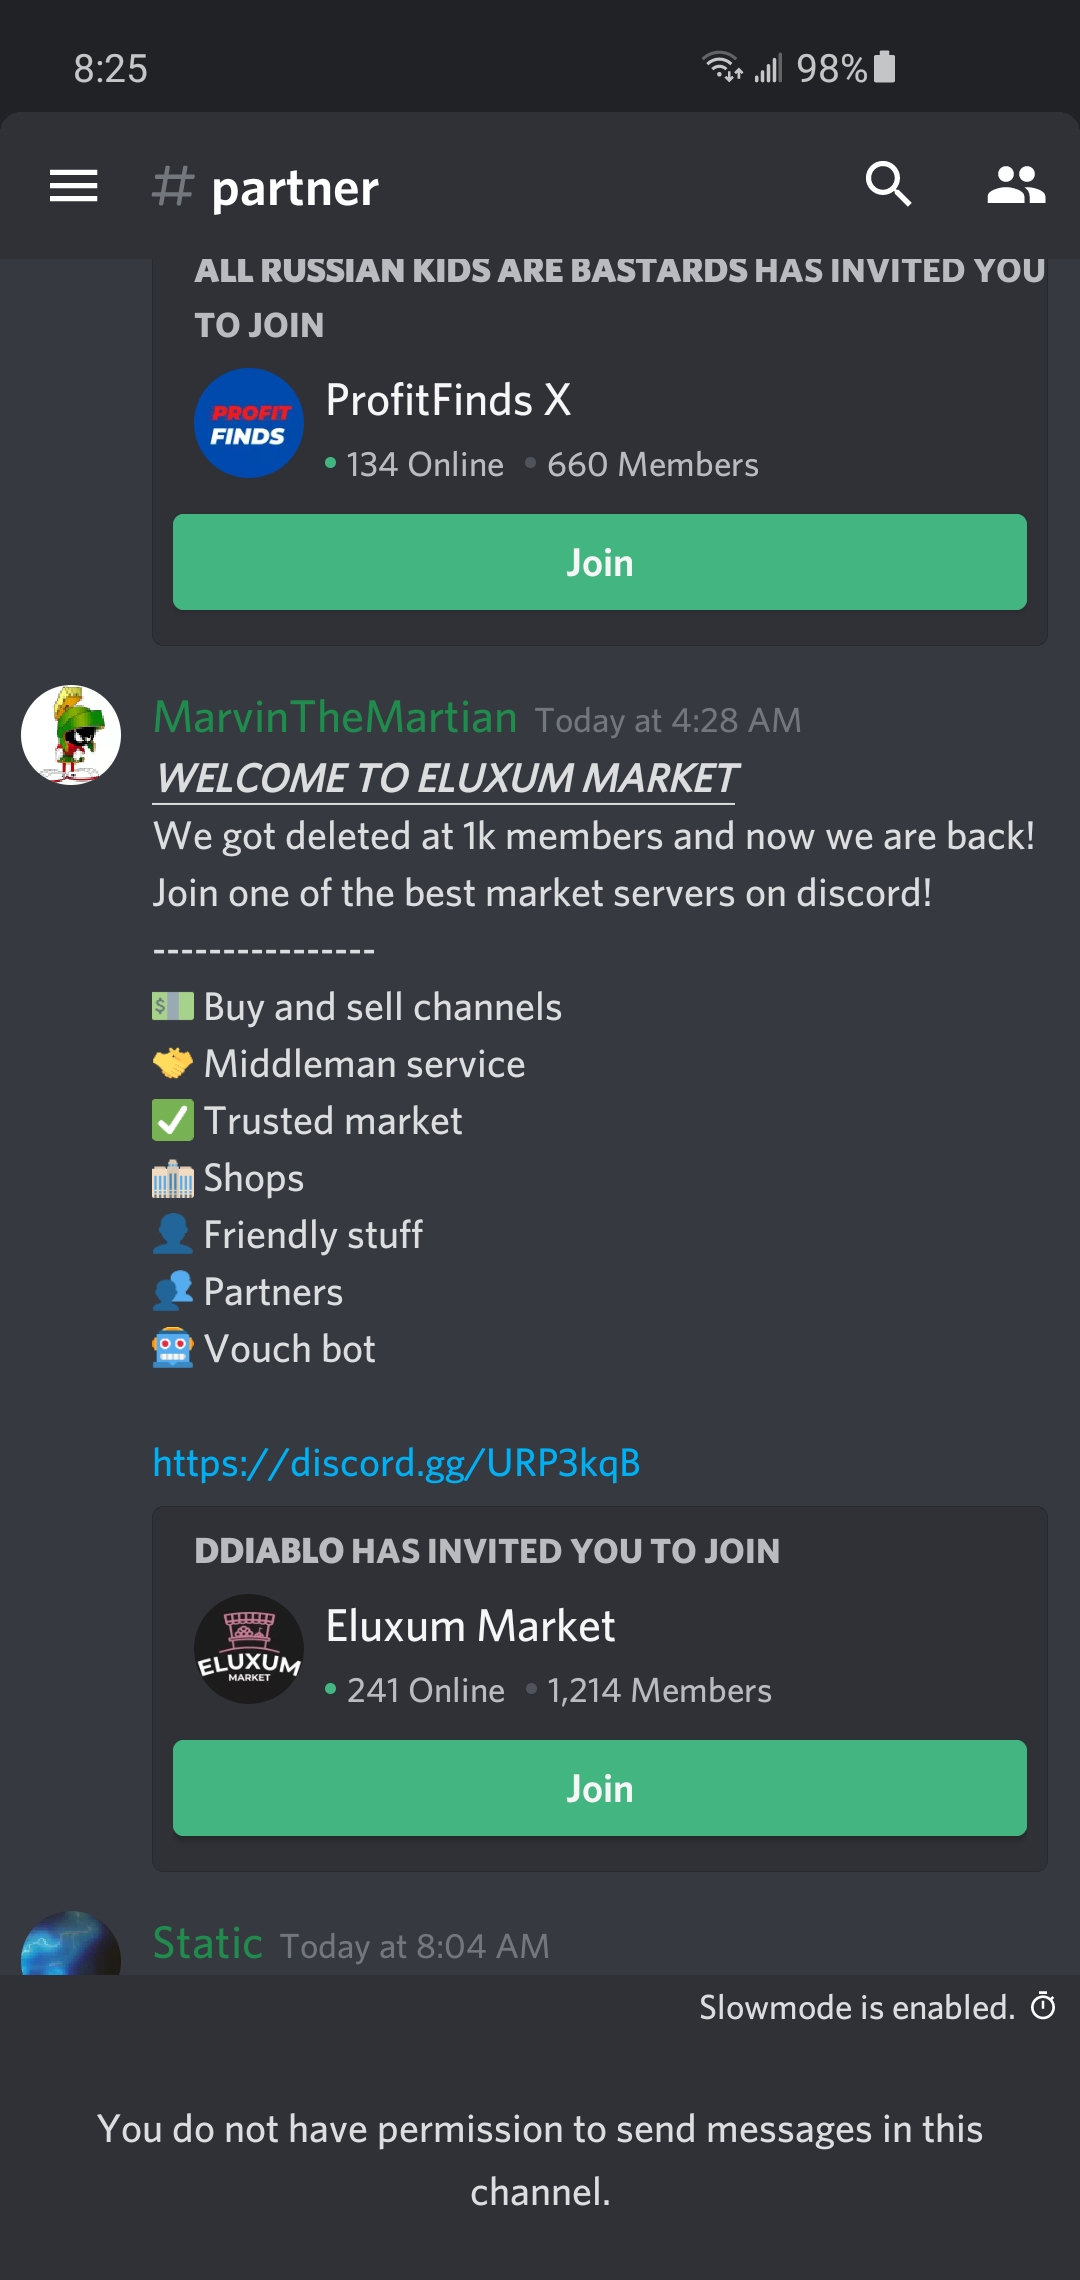 8:25
98%
# partner
ALL RUSSIAN KIDS ARE BASTARDS HAS INVITED YOU
TO JOIN
PROFIT
FINDS
ProfitFinds X
134 Online
660 Members
Join
MarvinTheMartian Today at 4:28 AM
WELCOME TO ELUXUM MARKET
We got deleted at 1k members and now we are back!
Join one of the best market servers on discord!
----------------
Buy and sell channels
Middleman service
Trusted market
Shops
Friendly stuff
Partners
Vouch bot
https://discord.gg/URP3kqB
DDIABLO HAS INVITED YOU TO JOIN
ELUXUM
MARKET
Eluxum Market
241 Online
1,214 Members
Join
Static Today at 8:04 AM
Slowmode is enabled.
You do not have permission to send messages in this
channel.